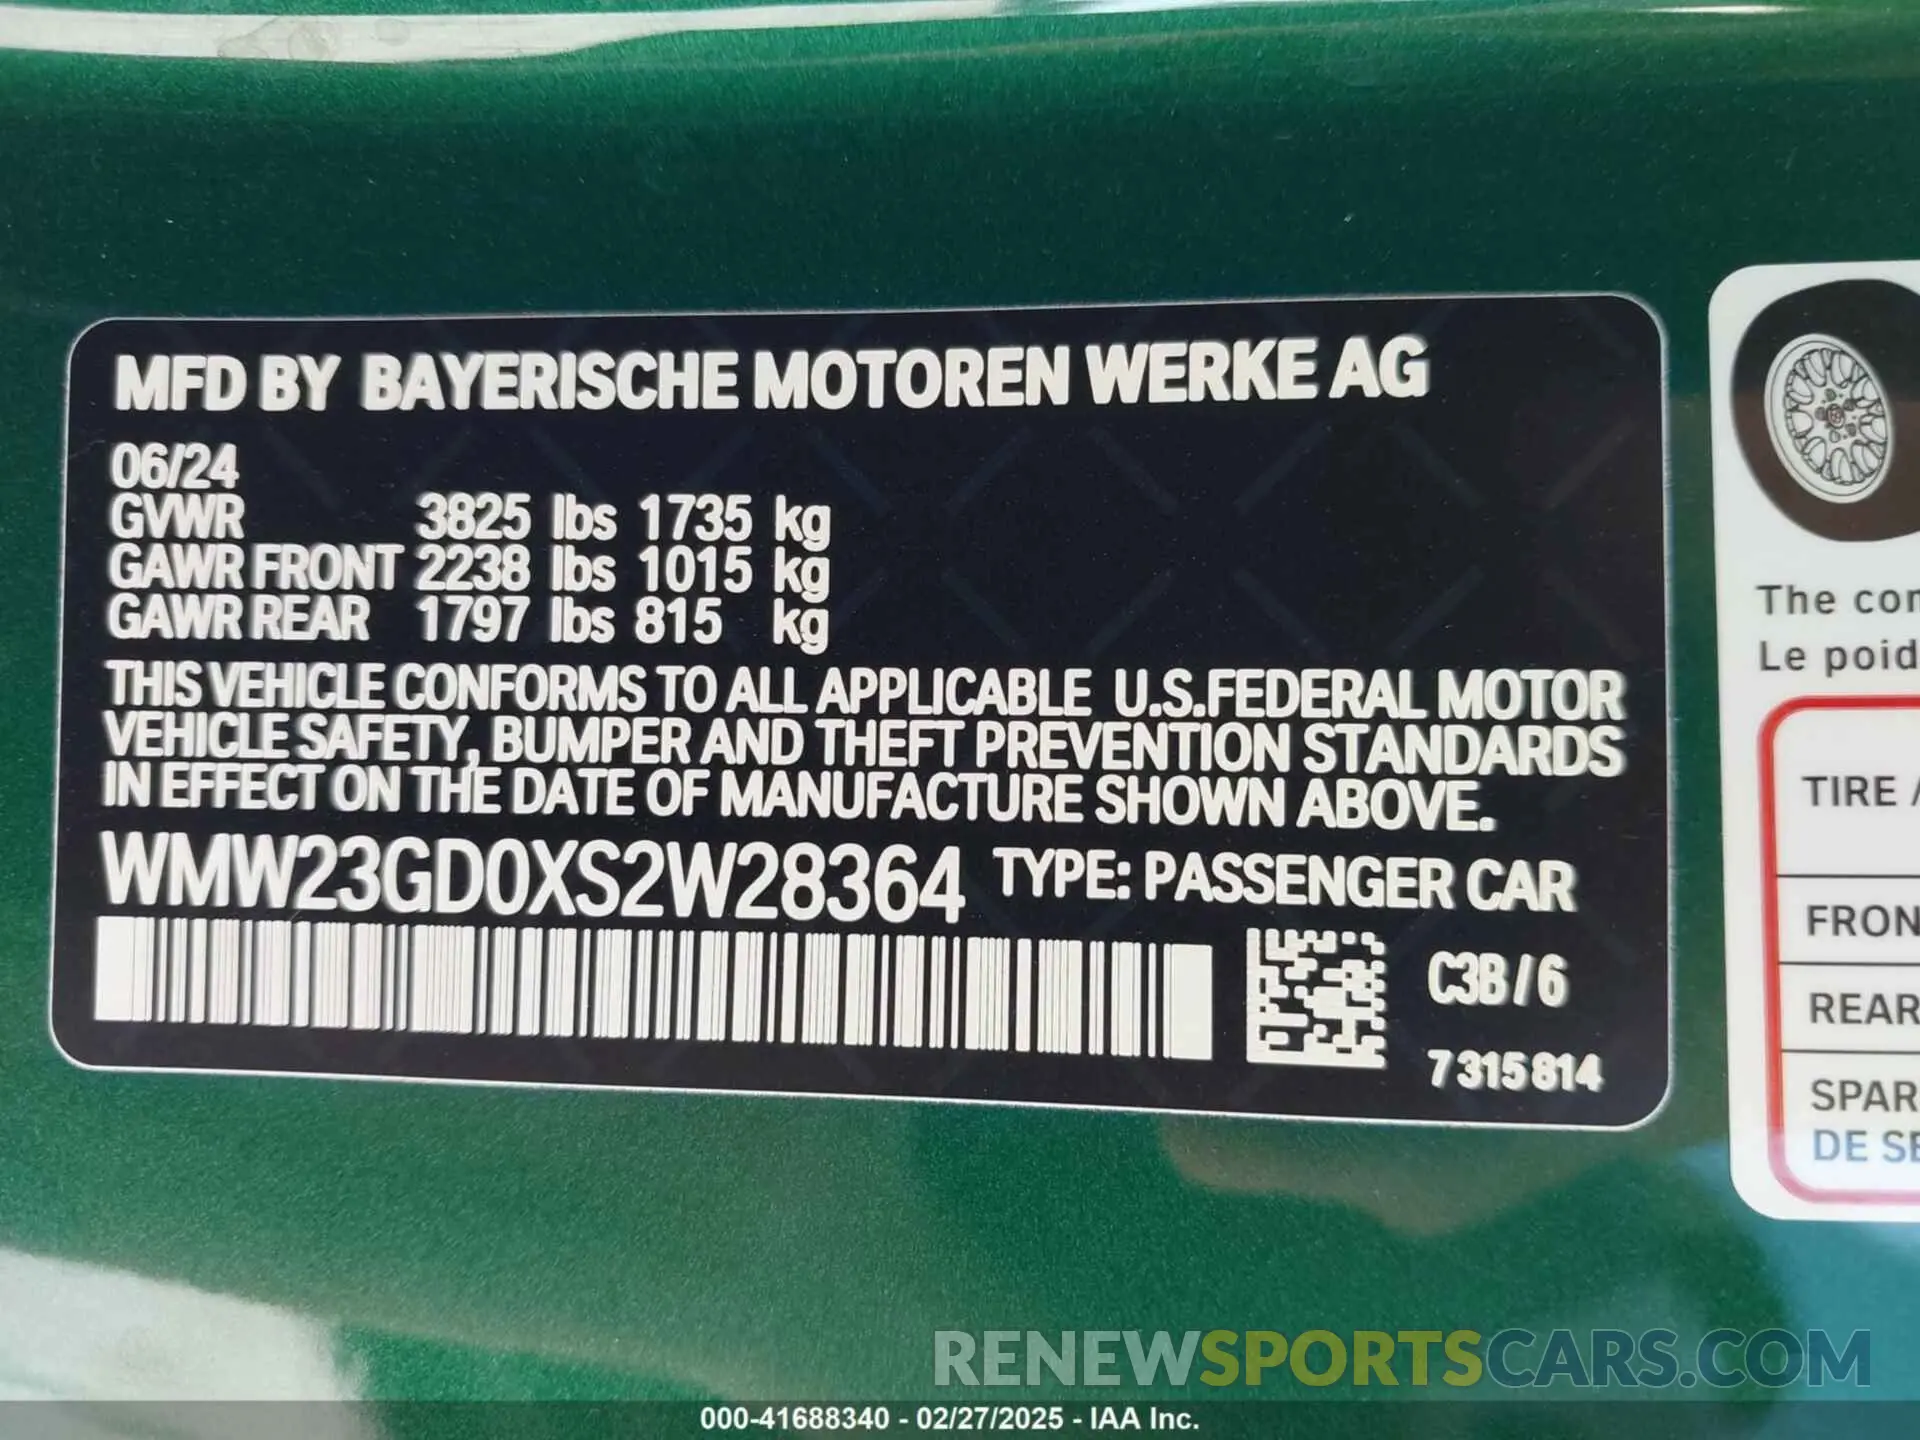 MFD BY BAYERISCHE MOTOREN WERKE AG
06/24
GVWR 3825 lbs 1735 kg
GAWR FRONT 2238 lbs 1015 kg
GAWR REAR 1797 lbs 815 kg
THIS VEHICLE CONFORMS TO ALL APPLICABLE U.S.FEDERAL MOTOR
VEHICLE SAFETY, BUMPER AND THEFT PREVENTION STANDARDS
IN EFFECT ON THE DATE OF MANUFACTURE SHOWN ABOVE.
WMW23GD0XS2W28364 TYPE: PASSENGER CAR
C3B/6
7315814
The com
Le poid
TIRE /
FRON
REAR
SPAR
DE SE
RENEWSPORTSCARS.COM
000-41688340 - 02/27/2025 - IAA Inc.